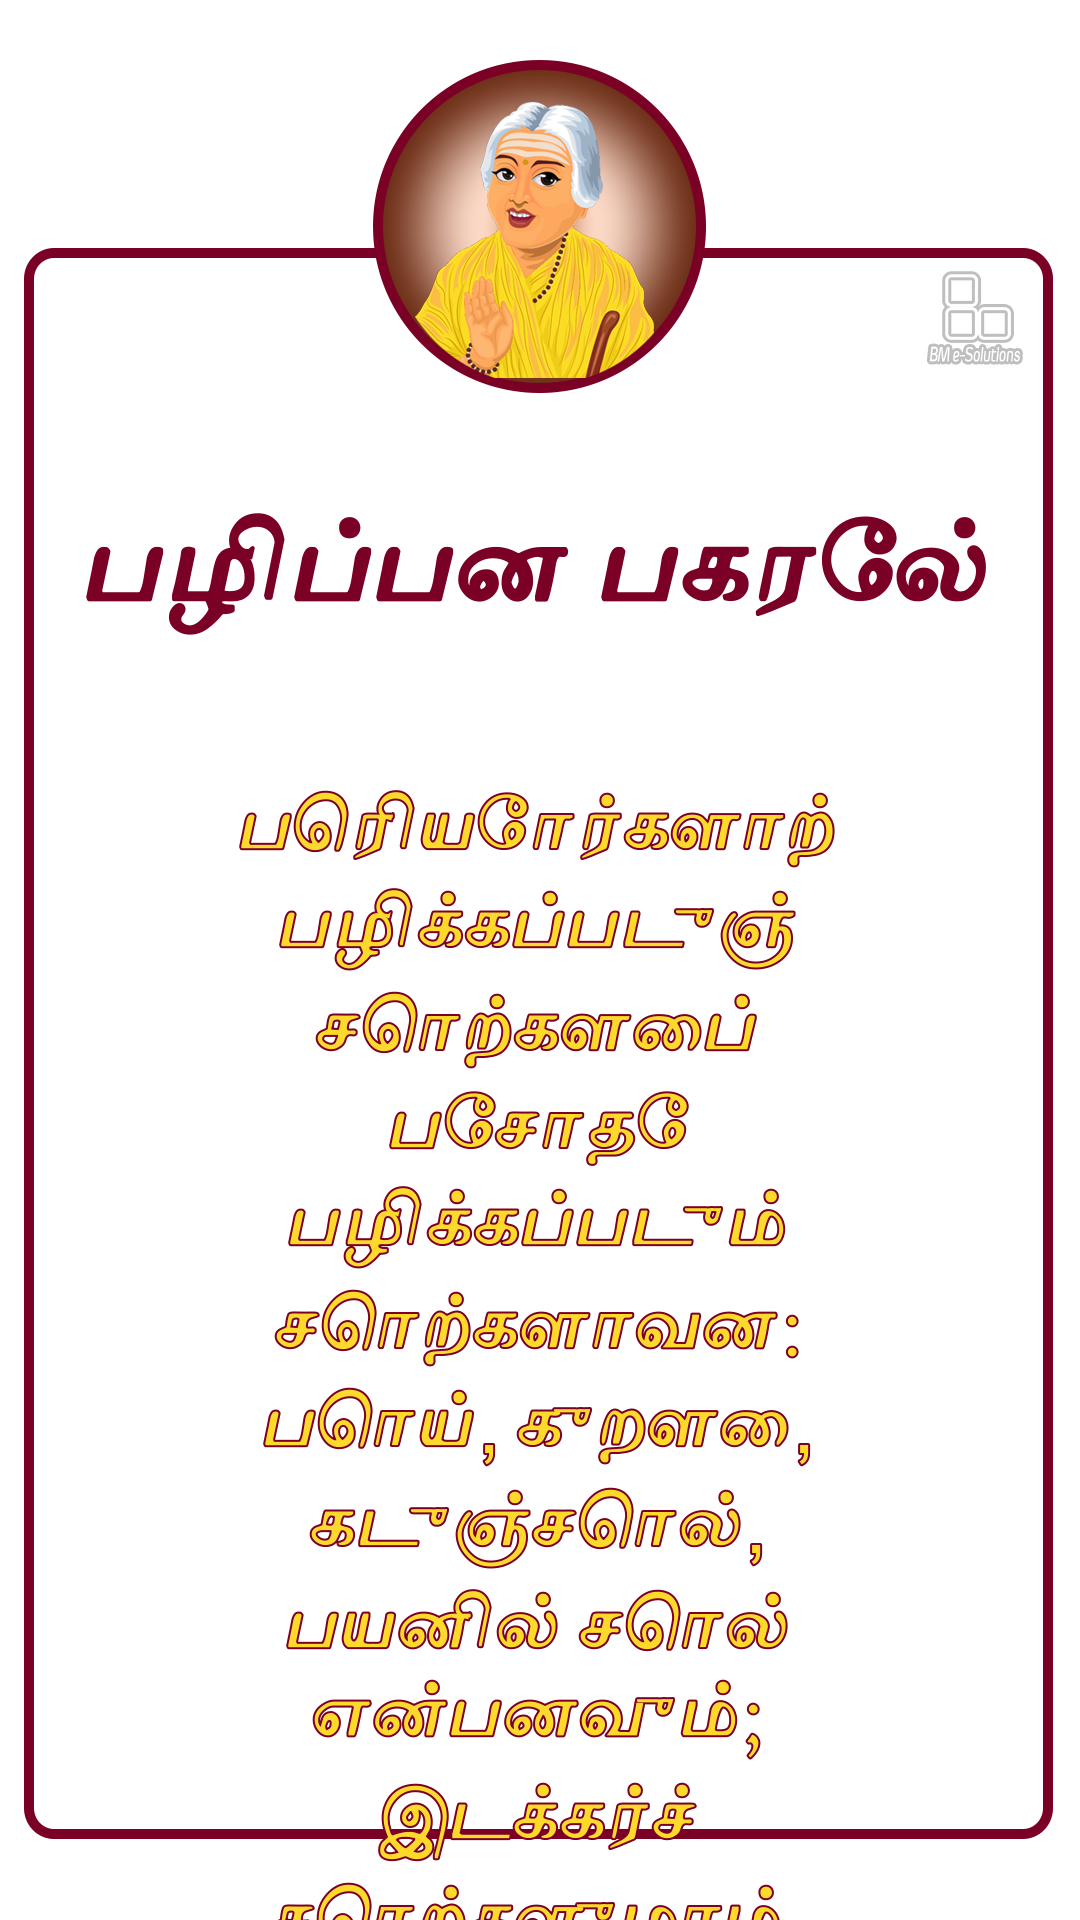 பழிப்பன பகரேல்
பெரியோர்களாற்
பழிக்கப்படுஞ்
சொற்களைப்
பேசாதே
பழிக்கப்படும்
சொற்களாவன:
பொய், குறளை,
கடுஞ்சொல்,
பயனில் சொல்
என்பனவும்;
இடக்கர்ச்
சொற்களுமாம்
BM e-Solutions